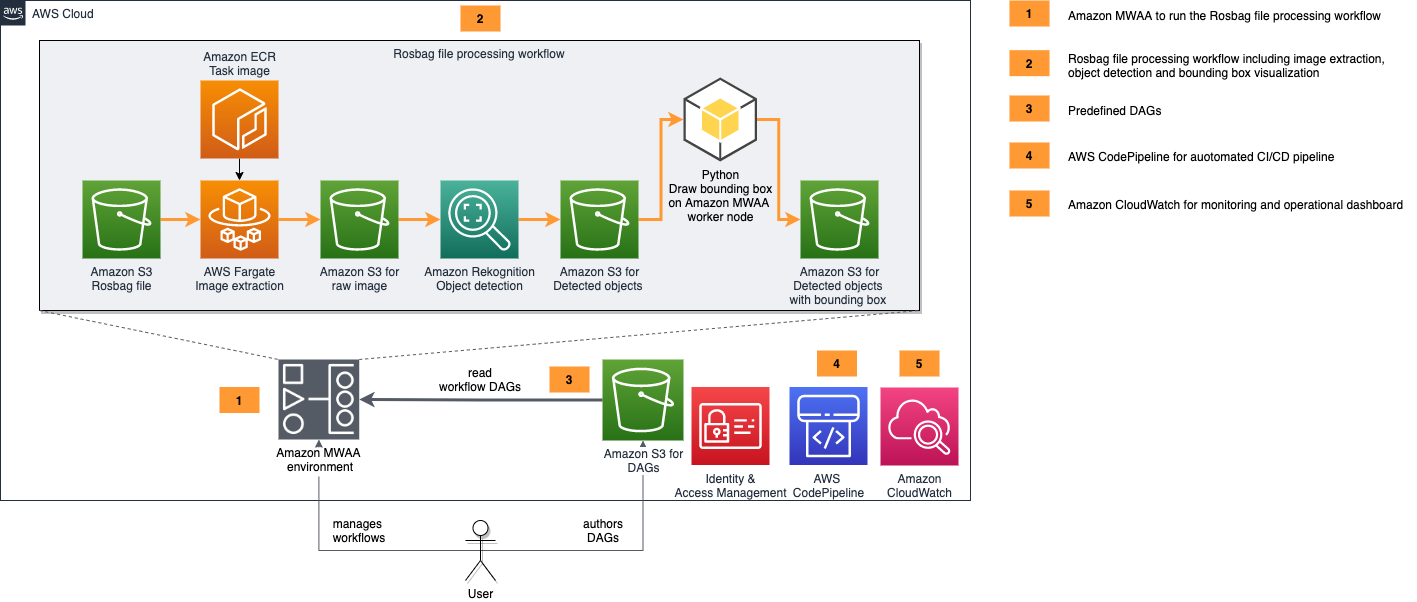 aws
AWS Cloud
2
Rosbag file processing workflow
Amazon ECR
Task image
Python
Draw bounding box
on Amazon MWAA
worker node
Amazon S3
Rosbag file
AWS Fargate
Image extraction
Amazon S3 for
raw image
Amazon Rekognition
Object detection
Amazon S3 for
Detected objects
Amazon S3 for
Detected objects
with bounding box
1
Amazon MWAA
environment
read
workflow DAGs
3
Amazon S3 for
DAGs
Identity &
Access Management
4
AWS
CodePipeline
5
Amazon
CloudWatch
manages
workflows
authors
DAGs
User
1
Amazon MWAA to run the Rosbag file processing workflow
2
Rosbag file processing workflow including image extraction,
object detection and bounding box visualization
3
Predefined DAGs
4
AWS CodePipeline for auotomated CI/CD pipeline
5
Amazon CloudWatch for monitoring and operational dashboard